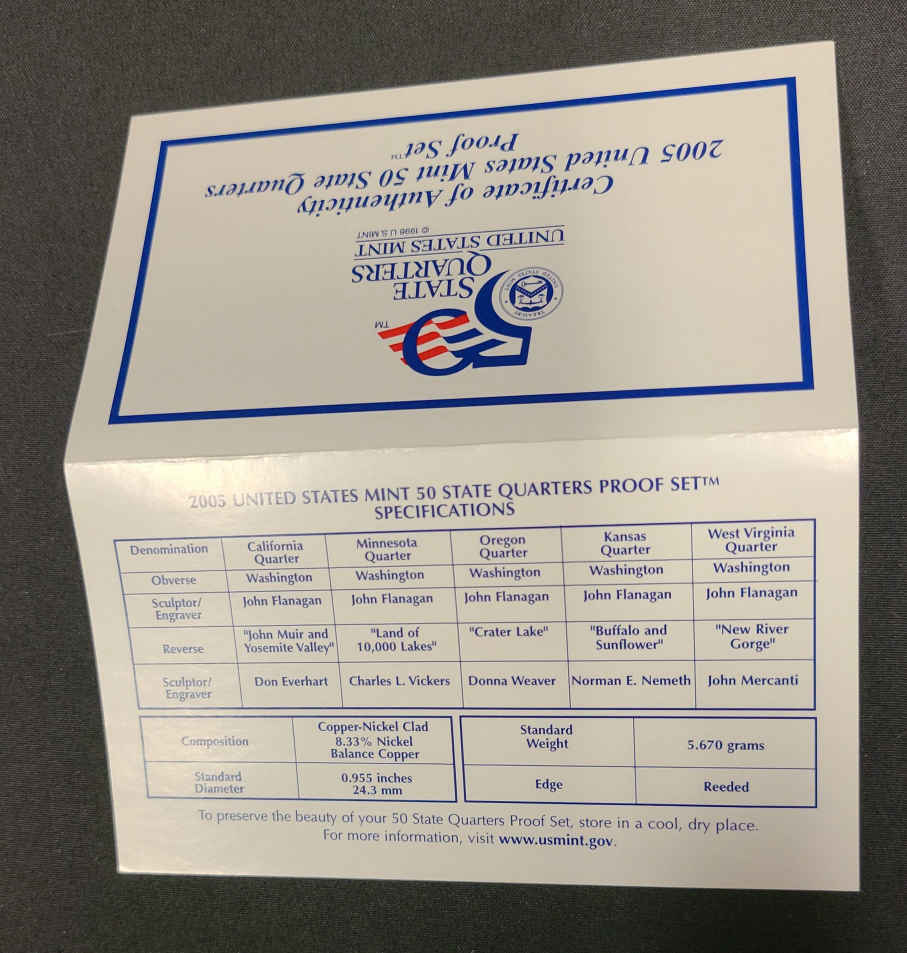 Certificate of Authenticity
2005 United States Mint 50 State Quarters
Proof Set™
50
STATE
QUARTERS
UNITED STATES MINT
© 1998 U.S. MINT
TM
2005 UNITED STATES MINT 50 STATE QUARTERS PROOF SET™
SPECIFICATIONS
Denomination
California
Quarter
Minnesota
Quarter
Oregon
Quarter
Kansas
Quarter
West Virginia
Quarter
Obverse
Washington
Washington
Washington
Washington
Washington
Sculptor/
Engraver
John Flanagan
John Flanagan
John Flanagan
John Flanagan
John Flanagan
Reverse
"John Muir and
Yosemite Valley"
"Land of
10,000 Lakes"
"Crater Lake"
"Buffalo and
Sunflower"
"New River
Gorge"
Sculptor/
Engraver
Don Everhart
Charles L. Vickers
Donna Weaver
Norman E. Nemeth
John Mercanti
Composition
Copper-Nickel Clad
8.33% Nickel
Balance Copper
Standard
Weight
5.670 grams
Standard
Diameter
0.955 inches
24.3 mm
Edge
Reeded
To preserve the beauty of your 50 State Quarters Proof Set, store in a cool, dry place.
For more information, visit www.usmint.gov.